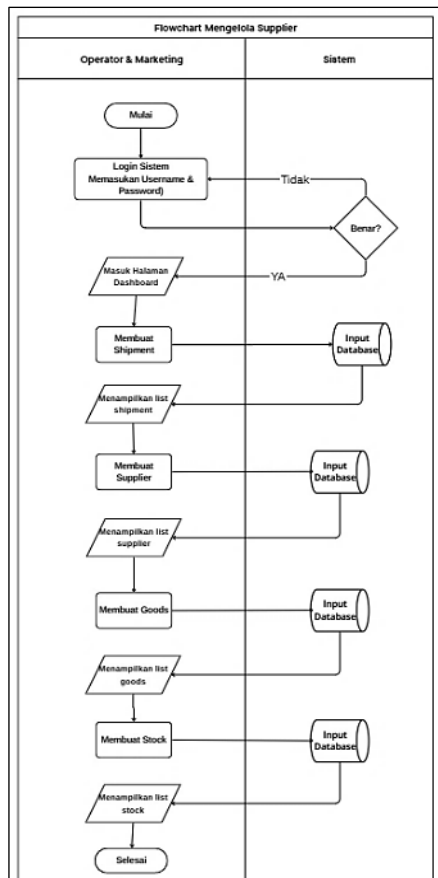 Flowchart Mengelola Supplier
Operator & Marketing
Sistem
Mulai
Login Sistem
Memasukan Username &
Password)
Tidak
Benar?
Masuk Halaman
Dashboard
YA
Membuat
Shipment
Input
Database
Menampilkan list
shipment
Membuat
Supplier
Input
Database
Menampilkan list
supplier
Membuat Goods
Input
Database
Menampilkan list
goods
Membuat Stock
Input
Database
Menampilkan list
stock
Selesai